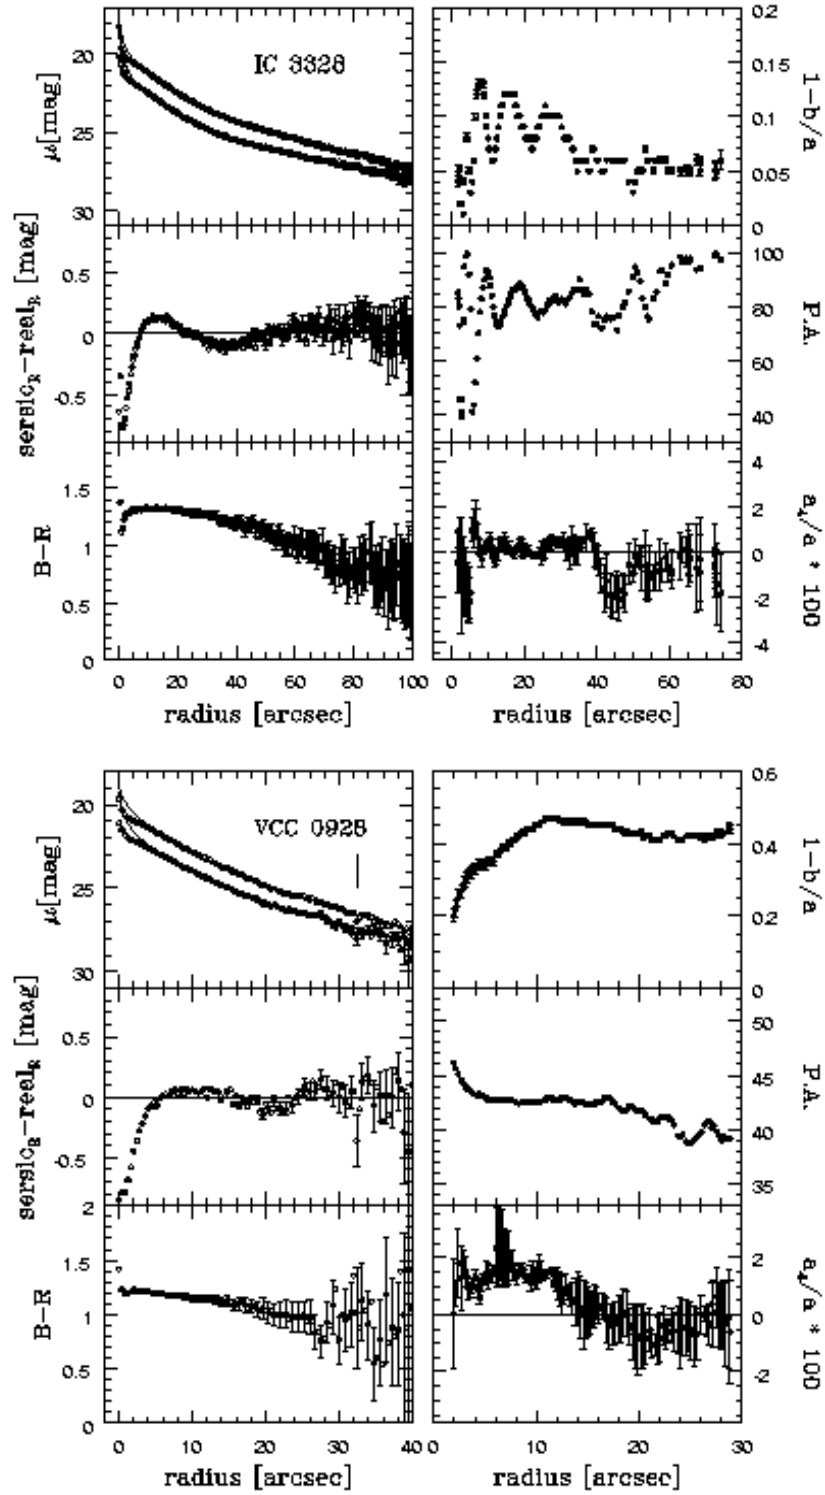 IC 3328
μ[mag]
20
25
30
1-b/a
0.2
0.15
0.1
0.05
0
sersic_R-real_R [mag]
0.5
0
-0.5
P.A.
100
80
60
40
B-R
1.5
1
0.5
0
a_4/a * 100
4
2
0
-2
-4
0 20 40 60 80 100
radius [arcsec]
0 20 40 60 80
radius [arcsec]
VCC 0928
μ[mag]
20
25
30
1-b/a
0.6
0.4
0.2
0
sersic_R-real_R [mag]
0.5
0
-0.5
P.A.
50
45
40
35
B-R
2
1.5
1
0.5
0
a_4/a * 100
2
0
-2
0 10 20 30 40
radius [arcsec]
0 10 20 30
radius [arcsec]